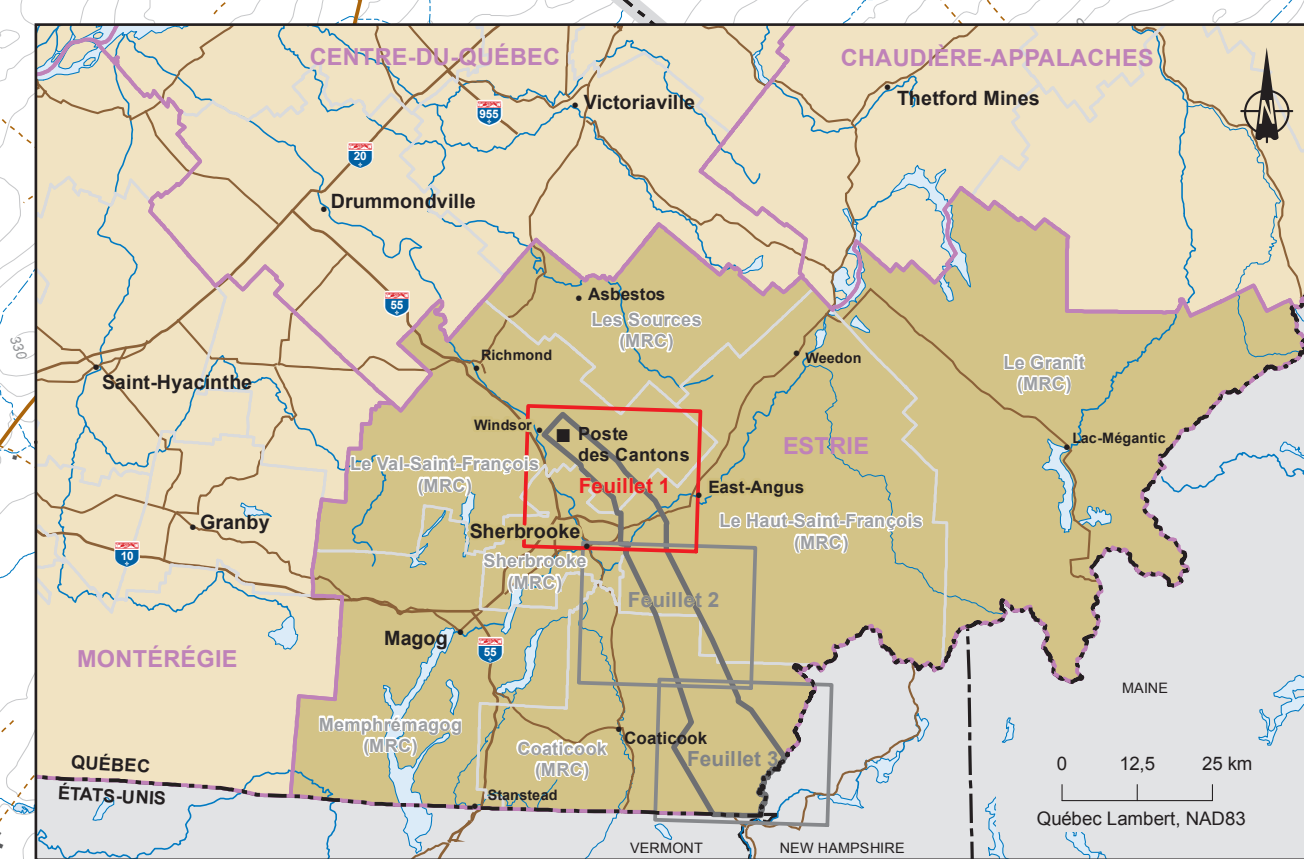 CENTRE-DU-QUÉBEC
CHAUDIÈRE-APPALACHES
Victoriaville
Thetford Mines
955
20
Drummondville
55
Asbestos
Les Sources
(MRC)
330
Richmond
Weedon
Le Granit
(MRC)
Saint-Hyacinthe
Windsor
Poste
des Cantons
ESTRIE
Lac-Mégantic
Le Val-Saint-François
(MRC)
Feuillet 1
East-Angus
Granby
Le Haut-Saint-François
(MRC)
Sherbrooke
10
Sherbrooke
(MRC)
Feuillet 2
Magog
55
MONTÉRÉGIE
MAINE
Memphrémagog
(MRC)
Coaticook
Coaticook
(MRC)
Feuillet 3
QUÉBEC
ÉTATS-UNIS
Stanstead
0 12,5 25 km
Québec Lambert, NAD83
VERMONT
NEW HAMPSHIRE